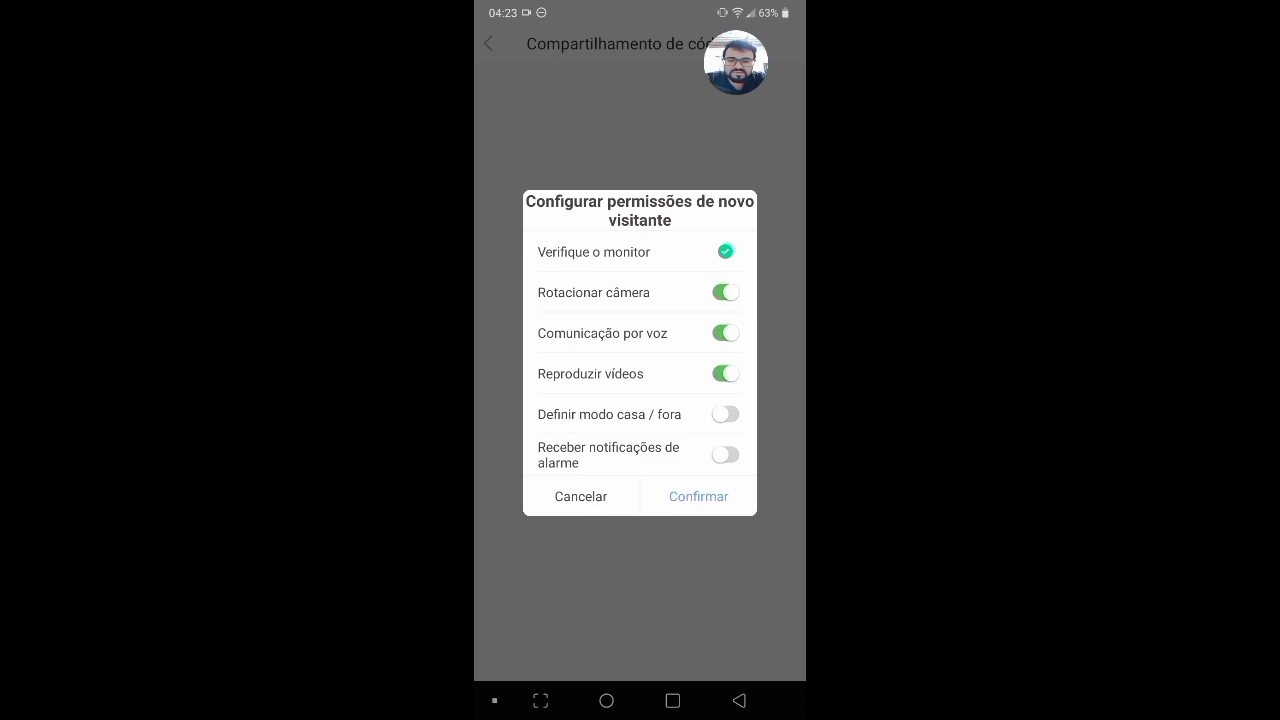 04:23
63%
Compartilhamento de cód
Configurar permissões de novo
visitante
Verifique o monitor
Rotacionar câmera
Comunicação por voz
Reproduzir vídeos
Definir modo casa / fora
Receber notificações de
alarme
Cancelar
Confirmar